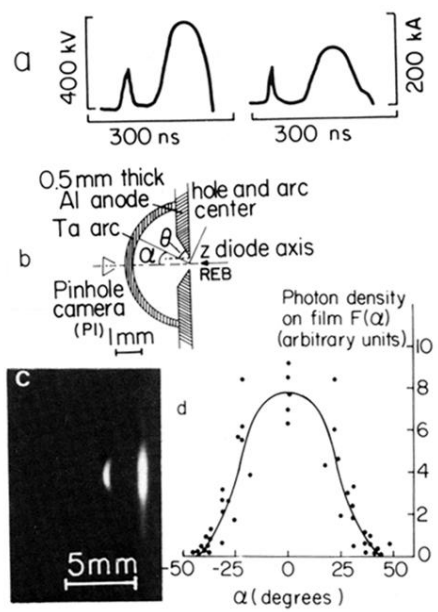 a
400 kV
200 kA
300 ns
300 ns
0.5mm thick
Al anode
hole and arc
center
Ta arc
θ
α
b
z diode axis
REB
Pinhole
camera
(PI)
1mm
Photon density
on film F(α)
(arbitrary units)
c
d
10
8
6
4
2
0
5mm
-50
-25
0
25
50
α (degrees)